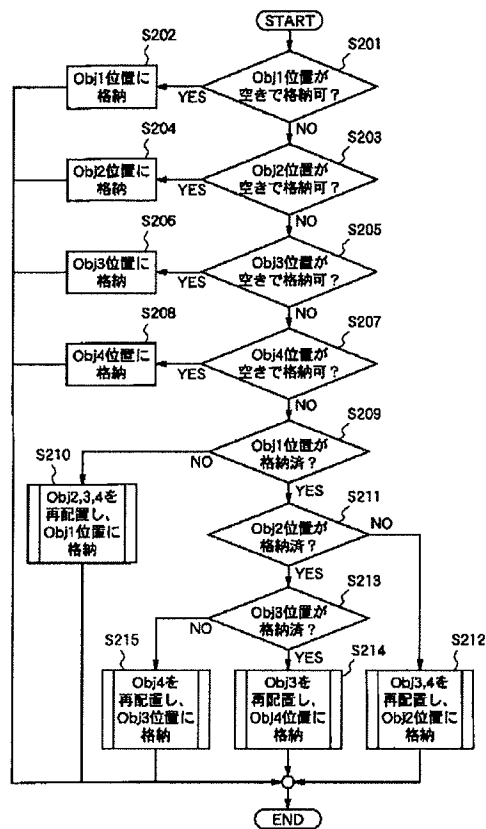 START
S201
Obj1位置が
空きで格納可?
YES
NO
S202
Obj1位置に
格納
S203
Obj2位置が
空きで格納可?
YES
NO
S204
Obj2位置に
格納
S205
Obj3位置が
空きで格納可?
YES
NO
S206
Obj3位置に
格納
S207
Obj4位置が
空きで格納可?
YES
NO
S208
Obj4位置に
格納
S209
Obj1位置が
格納済?
NO
YES
S210
Obj2,3,4を
再配置し、
Obj1位置に
格納
S211
Obj2位置が
格納済?
NO
YES
S213
Obj3位置が
格納済?
NO
YES
S215
Obj4を
再配置し、
Obj3位置に
格納
S214
Obj3を
再配置し、
Obj4位置に
格納
S212
Obj3,4を
再配置し、
Obj2位置に
格納
END